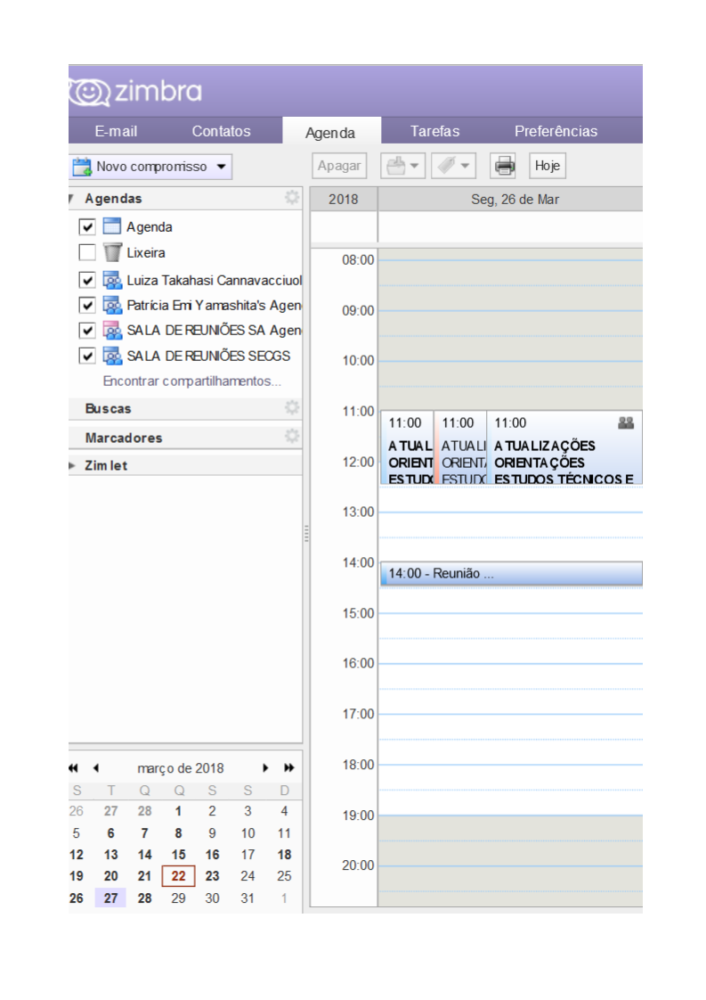 zimbra
E-mail Contatos Agenda Tarefas Preferências
Novo compromisso Apagar Hoje
Agendas
Agenda
Lixeira
Luiza Takahasi Cannavacciuol
Patrícia Emi Yamashita's Agen
SALA DE REUNIÕES SA Agen
SALA DE REUNIÕES SECGS
Encontrar compartilhamentos...
Buscas
Marcadores
Zimlet
março de 2018
S T Q Q S S D
26 27 28 1 2 3 4
5 6 7 8 9 10 11
12 13 14 15 16 17 18
19 20 21 22 23 24 25
26 27 28 29 30 31 1
2018 Seg, 26 de Mar
08:00
09:00
10:00
11:00
12:00
13:00
14:00
15:00
16:00
17:00
18:00
19:00
20:00
11:00 11:00 11:00
ATUAL ATUALI ATUALIZAÇÕES
ORIENT ORIENTA ORIENTAÇÕES
ESTUDO ESTUDO ESTUDOS TÉCNICOS E
14:00 - Reunião ...